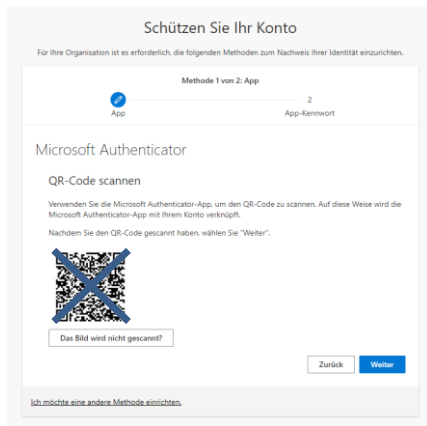 Schützen Sie Ihr Konto
Für Ihre Organisation ist es erforderlich, die folgenden Methoden zum Nachweis Ihrer Identität einzurichten.
Methode 1 von 2: App
2
App
App-Kennwort
Microsoft Authenticator
QR-Code scannen
Verwenden Sie die Microsoft Authenticator-App, um den QR-Code zu scannen. Auf diese Weise wird die
Microsoft Authenticator-App mit Ihrem Konto verknüpft.
Nachdem Sie den QR-Code gescannt haben, wählen Sie "Weiter".
Das Bild wird nicht gescannt?
Zurück
Weiter
Ich möchte eine andere Methode einrichten.